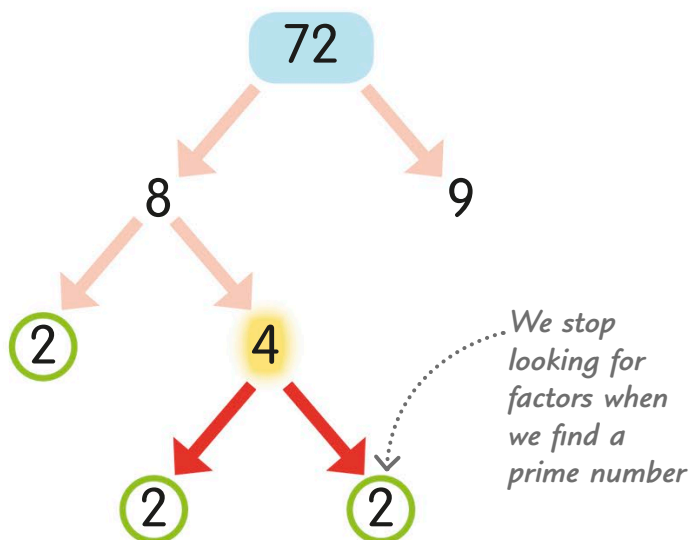 72
8 9
2 4
We stop
looking for
factors when
we find a
prime number
2 2